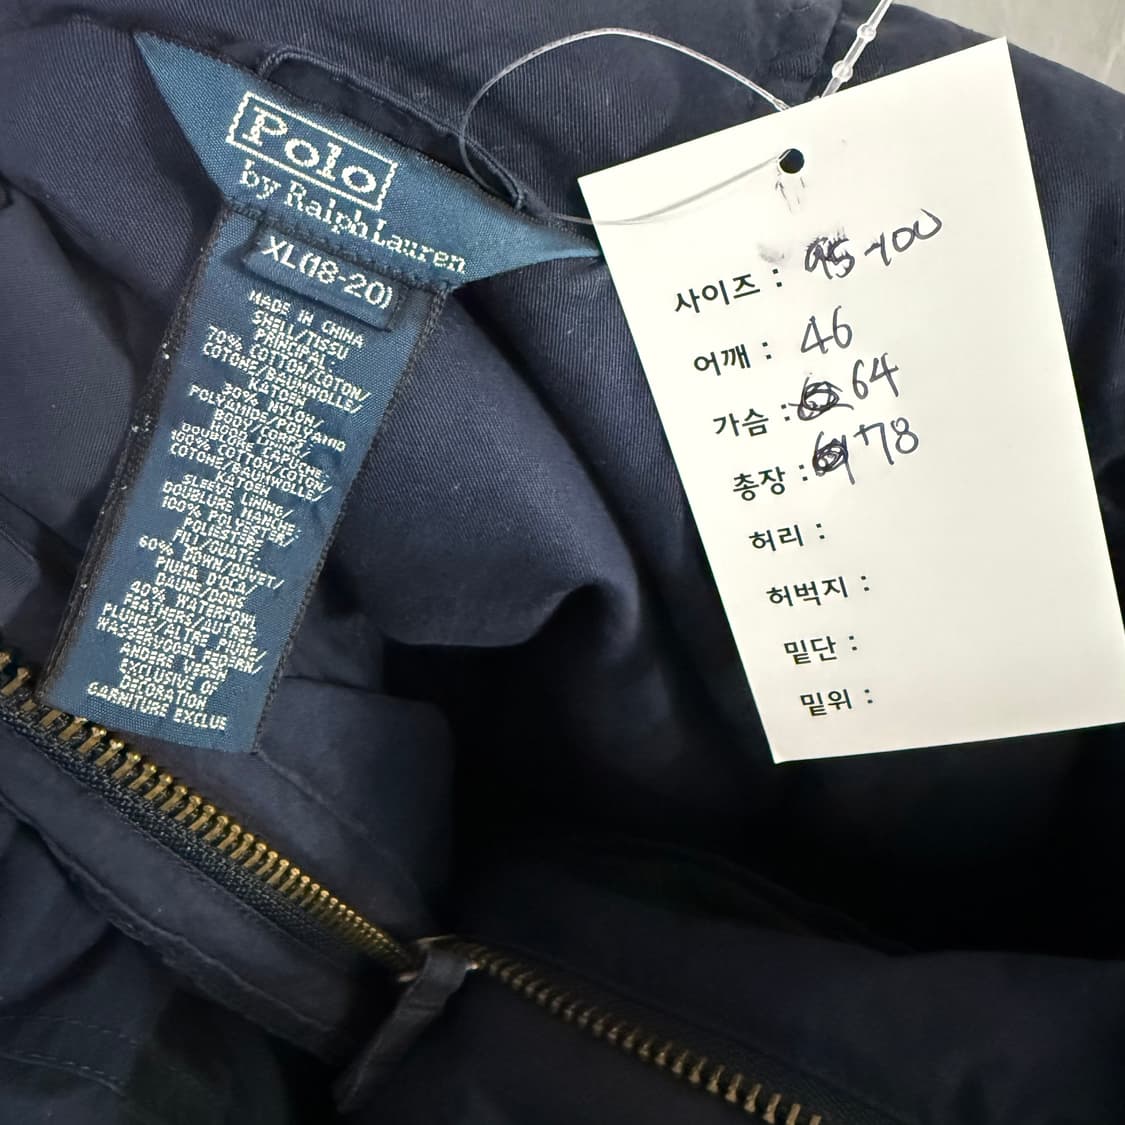 Polo
by Ralph Lauren
XL(18-20)
MADE IN CHINA
SHELL/TISSU
PRINCIPAL:
70% COTTON/COTON/
COTONE/BAUMWOLLE/
KATOEN
30% NYLON/
POLYAMIDE/POLYAMID
BODY/CORPS/
HOOD LINING/
DOUBLURE CAPUCHE:
100% COTTON/COTON/
COTONE/BAUMWOLLE/
KATOEN
SLEEVE LINING/
DOUBLURE MANCHE:
100% POLYESTER/
POLIESTERE
FILL/OUATE:
60% DOWN/DUVET/
PIUMA D'OCA/
DAUNE/DONS
40% WATERFOWL
FEATHERS/AUTRES
PLUMES/ALTRE PIUME/
WASSERVOGEL FEDERN/
ANDERE VEREN
EXCLUSIVE OF
DECORATION
GARNITURE EXCLUE
사이즈 : 95-100
어깨 : 46
가슴 : 64
총장 : 78
허리 :
허벅지 :
밑단 :
밑위 :